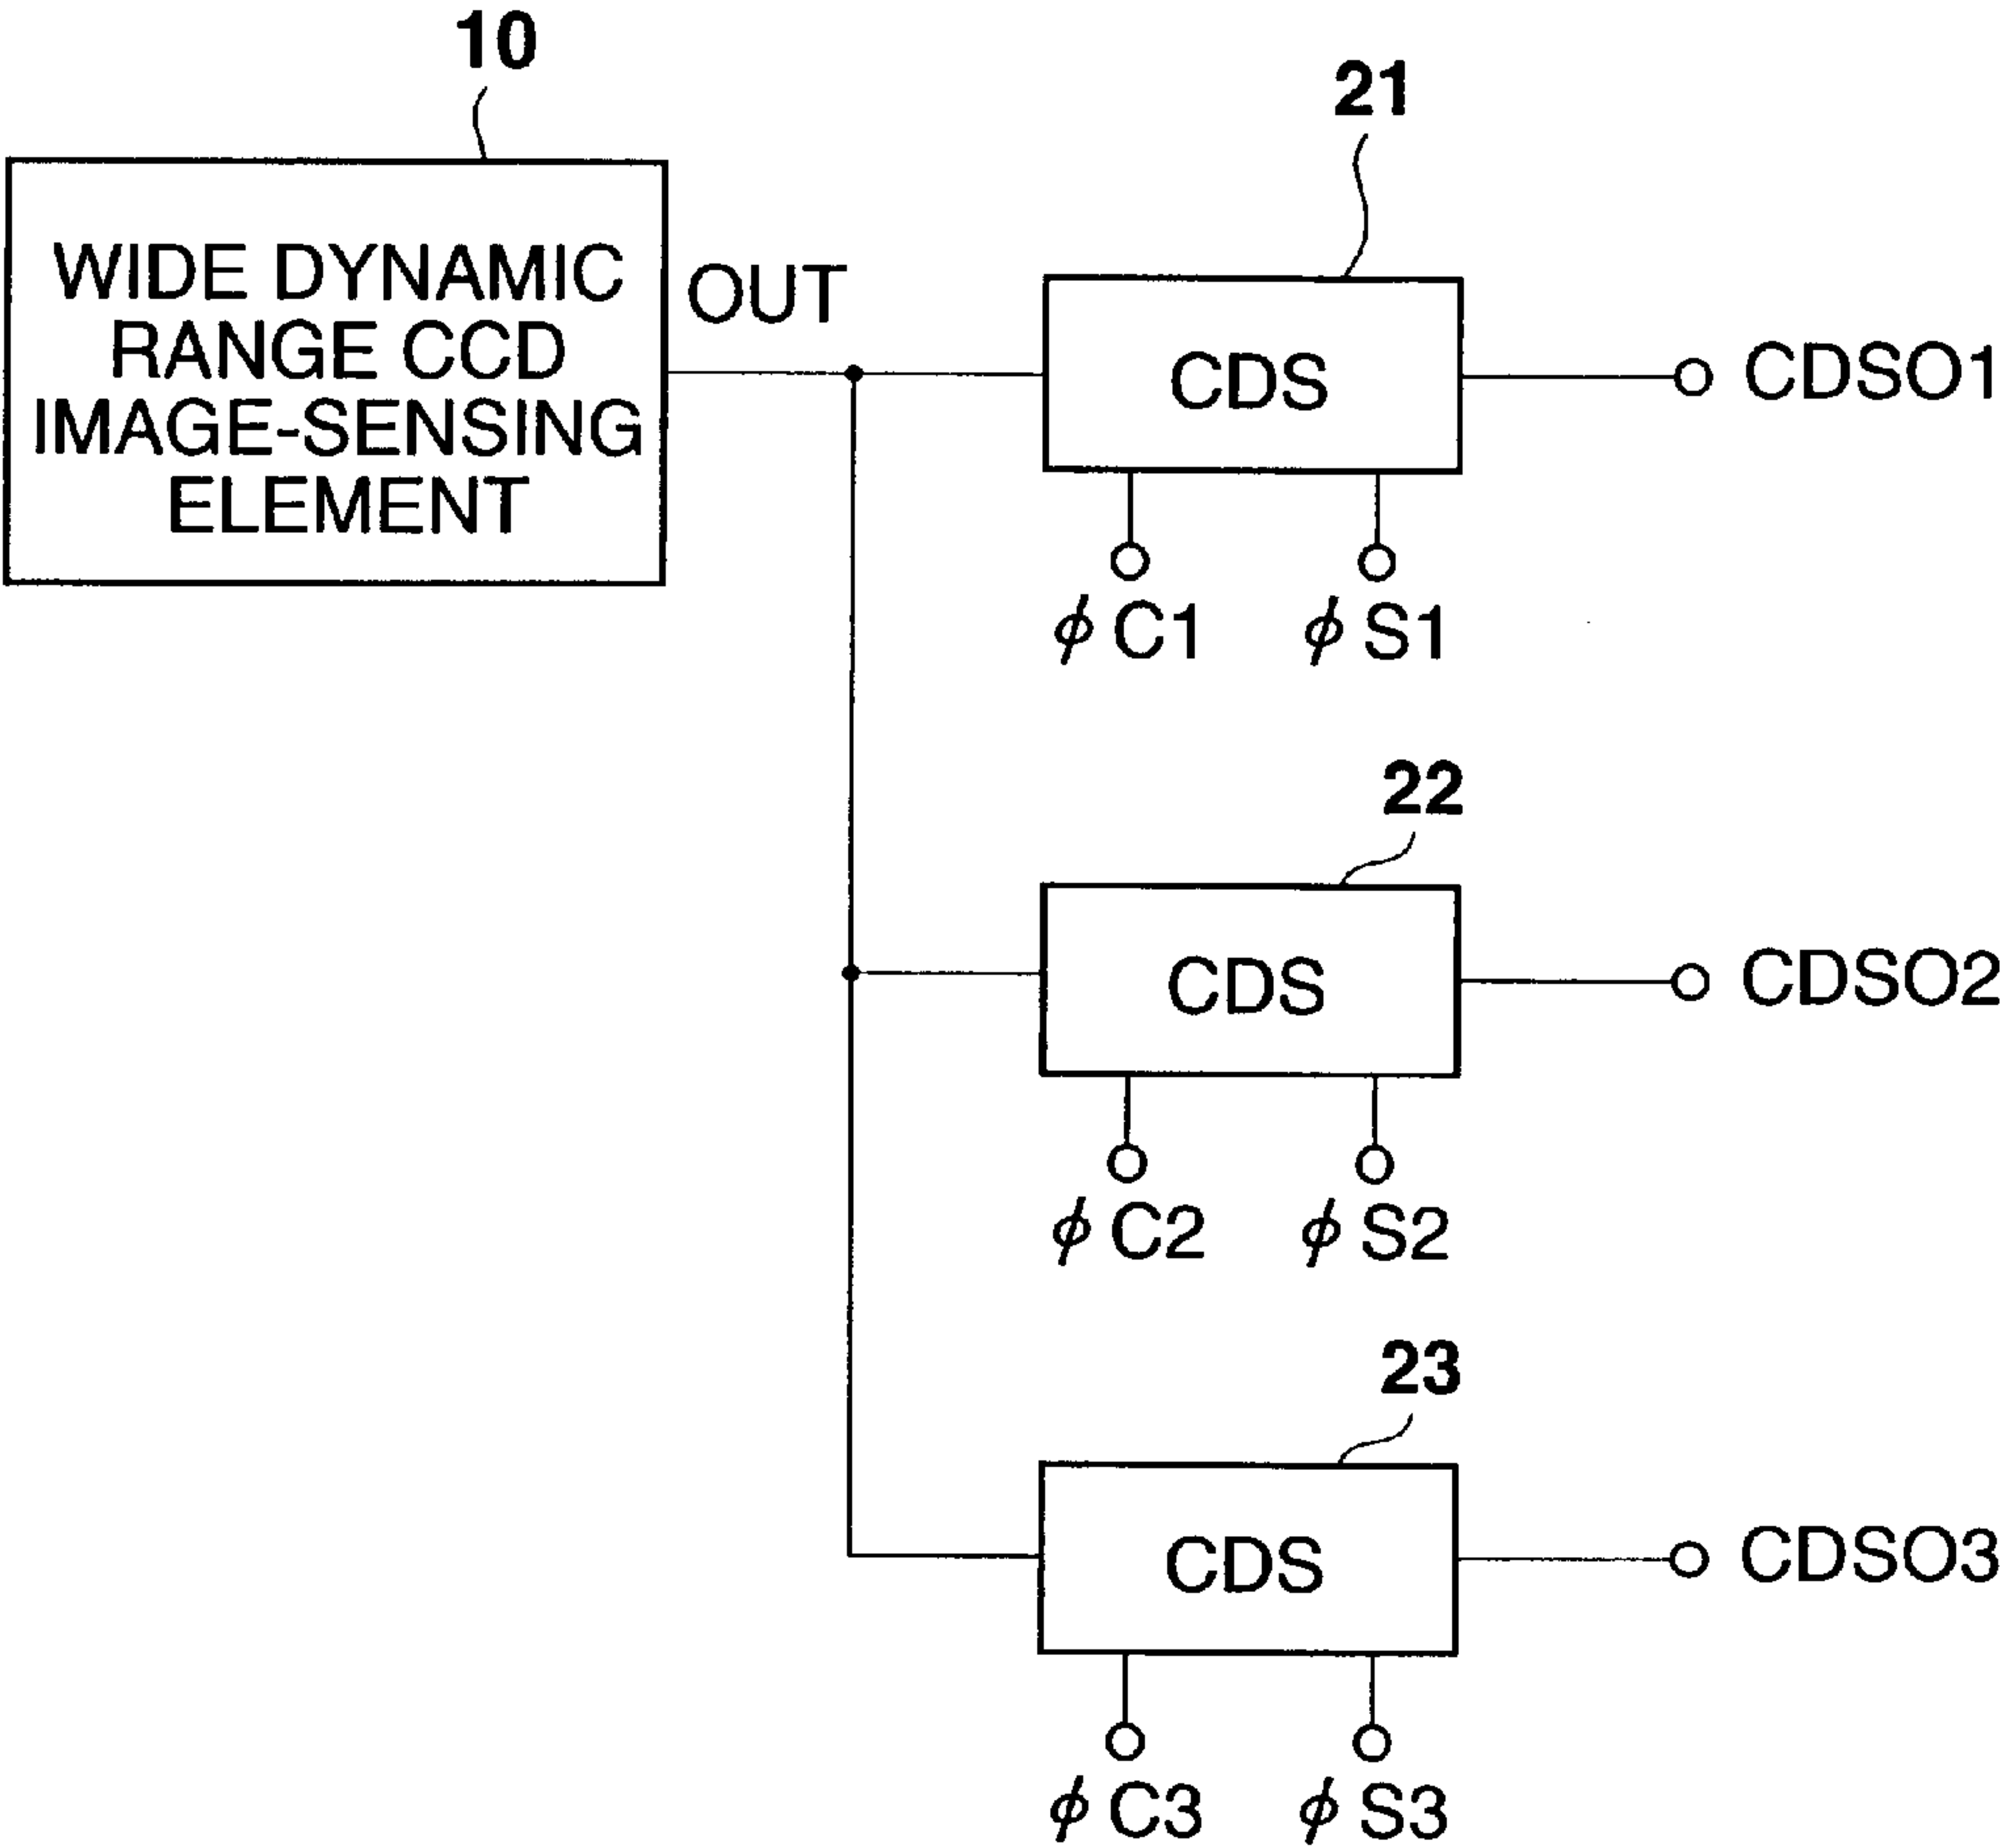 10
21
WIDE DYNAMIC
RANGE CCD
IMAGE-SENSING
ELEMENT
OUT
CDS
CDSO1
ϕ C1
ϕ S1
22
CDS
CDSO2
ϕ C2
ϕ S2
23
CDS
CDSO3
ϕ C3
ϕ S3